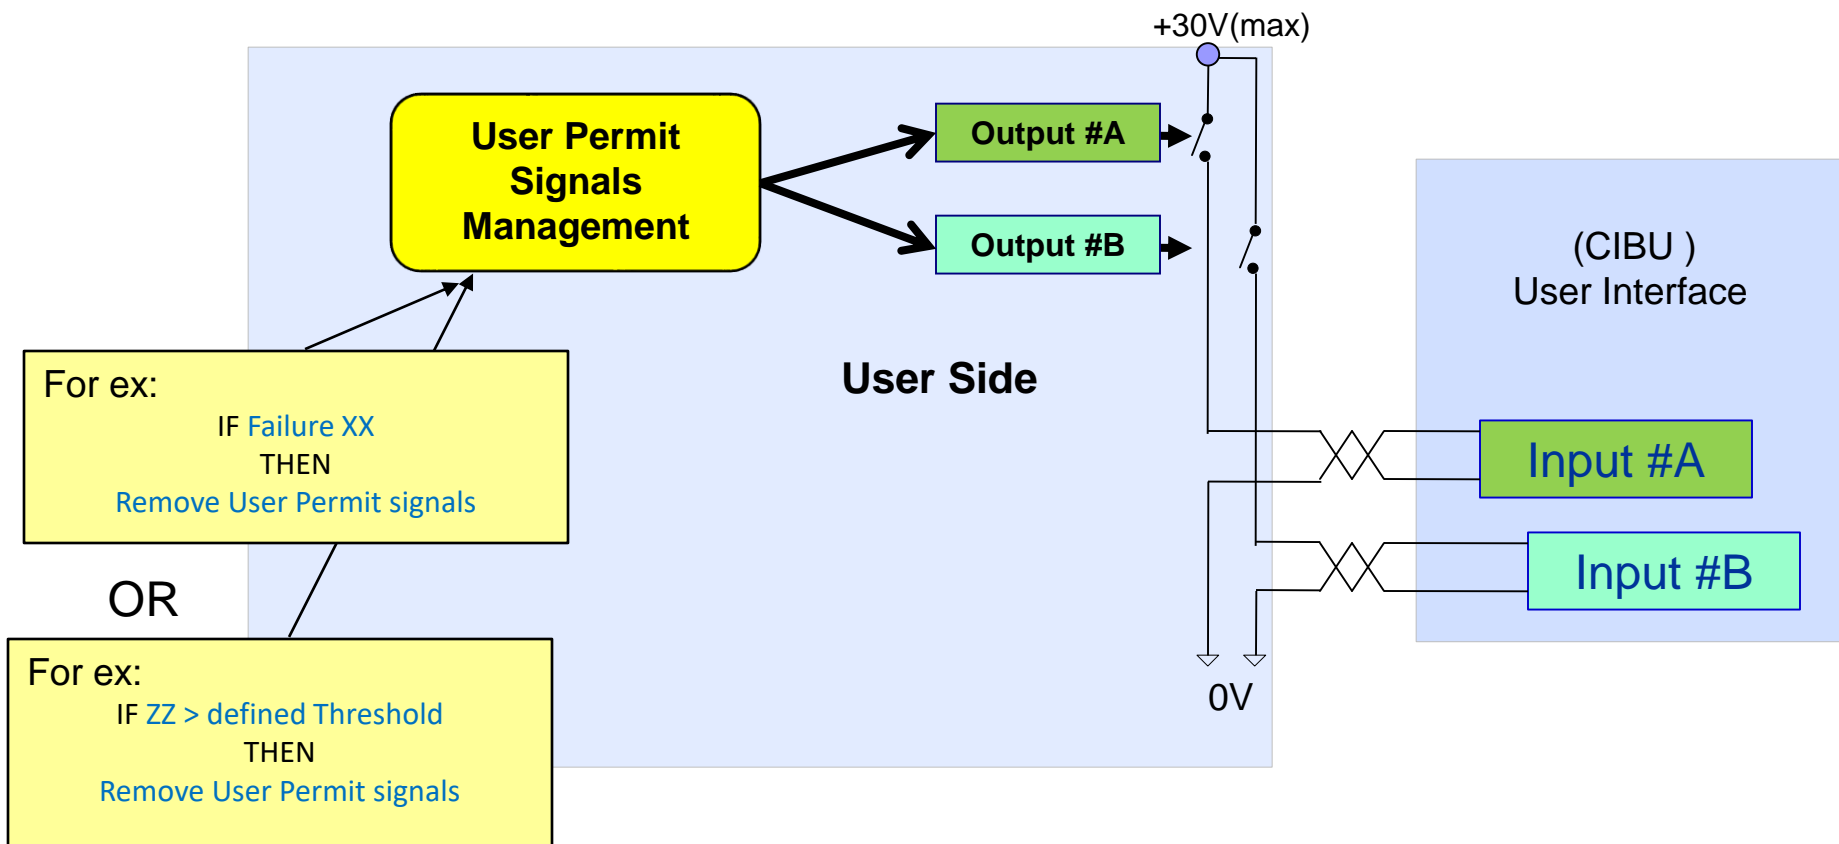 +30V(max)
User Permit
Signals
Management
Output #A
Output #B
(CIBU )
User Interface
User Side
For ex:
IF Failure XX
THEN
Remove User Permit signals
Input #A
Input #B
OR
For ex:
IF ZZ > defined Threshold
THEN
Remove User Permit signals
0V